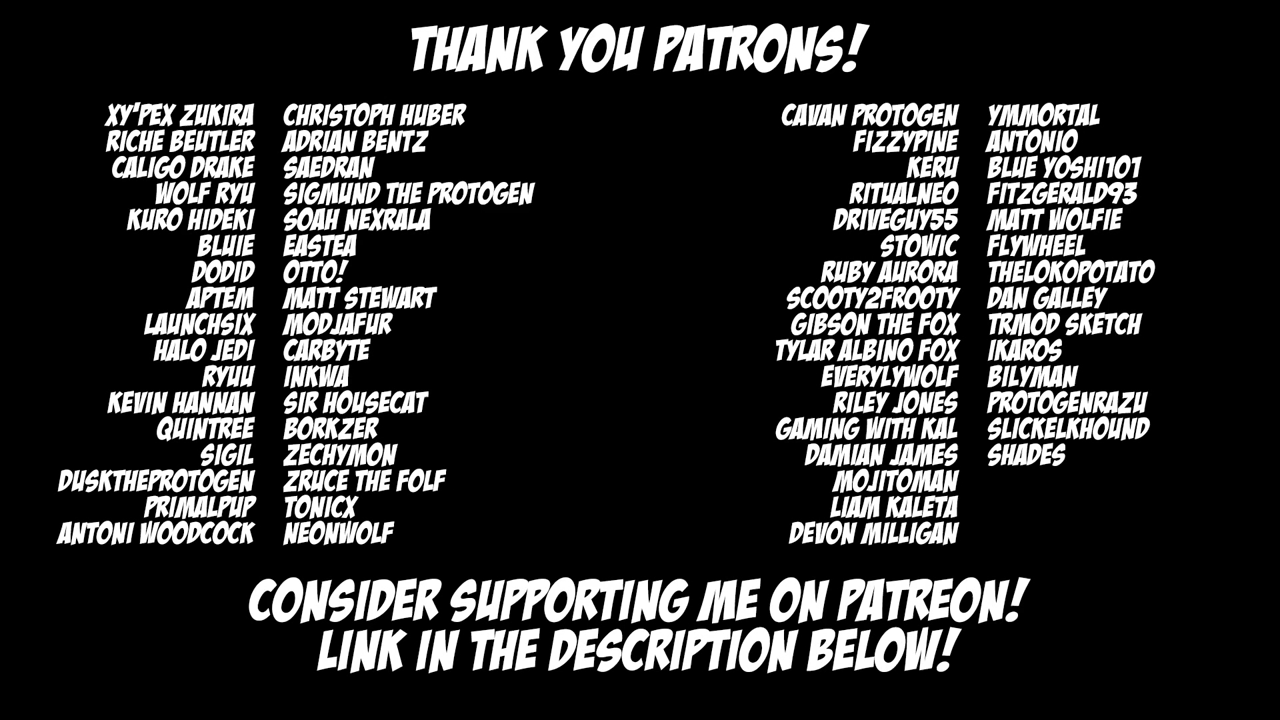 THANK YOU PATRONS!
XY'PEX ZUKIRA
RICHE BEUTLER
CALIGO DRAKE
WOLF RYU
KURO HIDEKI
BLUIE
DODID
APTEM
LAUNCHSIX
HALO JEDI
RYUU
KEVIN HANNAN
QUINTREE
SIGIL
DUSKTHEPROTOGEN
PRIMALPUP
ANTONI WOODCOCK
CHRISTOPH HUBER
ADRIAN BENTZ
SAEDRAN
SIGMUND THE PROTOGEN
SOAH NEXRALA
EASTEA
OTTO!
MATT STEWART
MODJAFUR
CARBYTE
INKWA
SIR HOUSECAT
BORKZER
ZECHYMON
ZRUCE THE FOLF
TONICX
NEONWOLF
CAVAN PROTOGEN
FIZZYPINE
KERU
RITUALNEO
DRIVEGUY55
STOWIC
RUBY AURORA
SCOOTY2FROOTY
GIBSON THE FOX
TYLAR ALBINO FOX
EVERYLYWOLF
RILEY JONES
GAMING WITH KAL
DAMIAN JAMES
MOJITOMAN
LIAM KALETA
DEVON MILLIGAN
YMMORTAL
ANTONIO
BLUE YOSHI101
FITZGERALD93
MATT WOLFIE
FLYWHEEL
THELOKOPOTATO
DAN GALLEY
TRMOD SKETCH
IKAROS
BILYMAN
PROTOGENRAZU
SLICKELKHOUND
SHADES
CONSIDER SUPPORTING ME ON PATREON!
LINK IN THE DESCRIPTION BELOW!